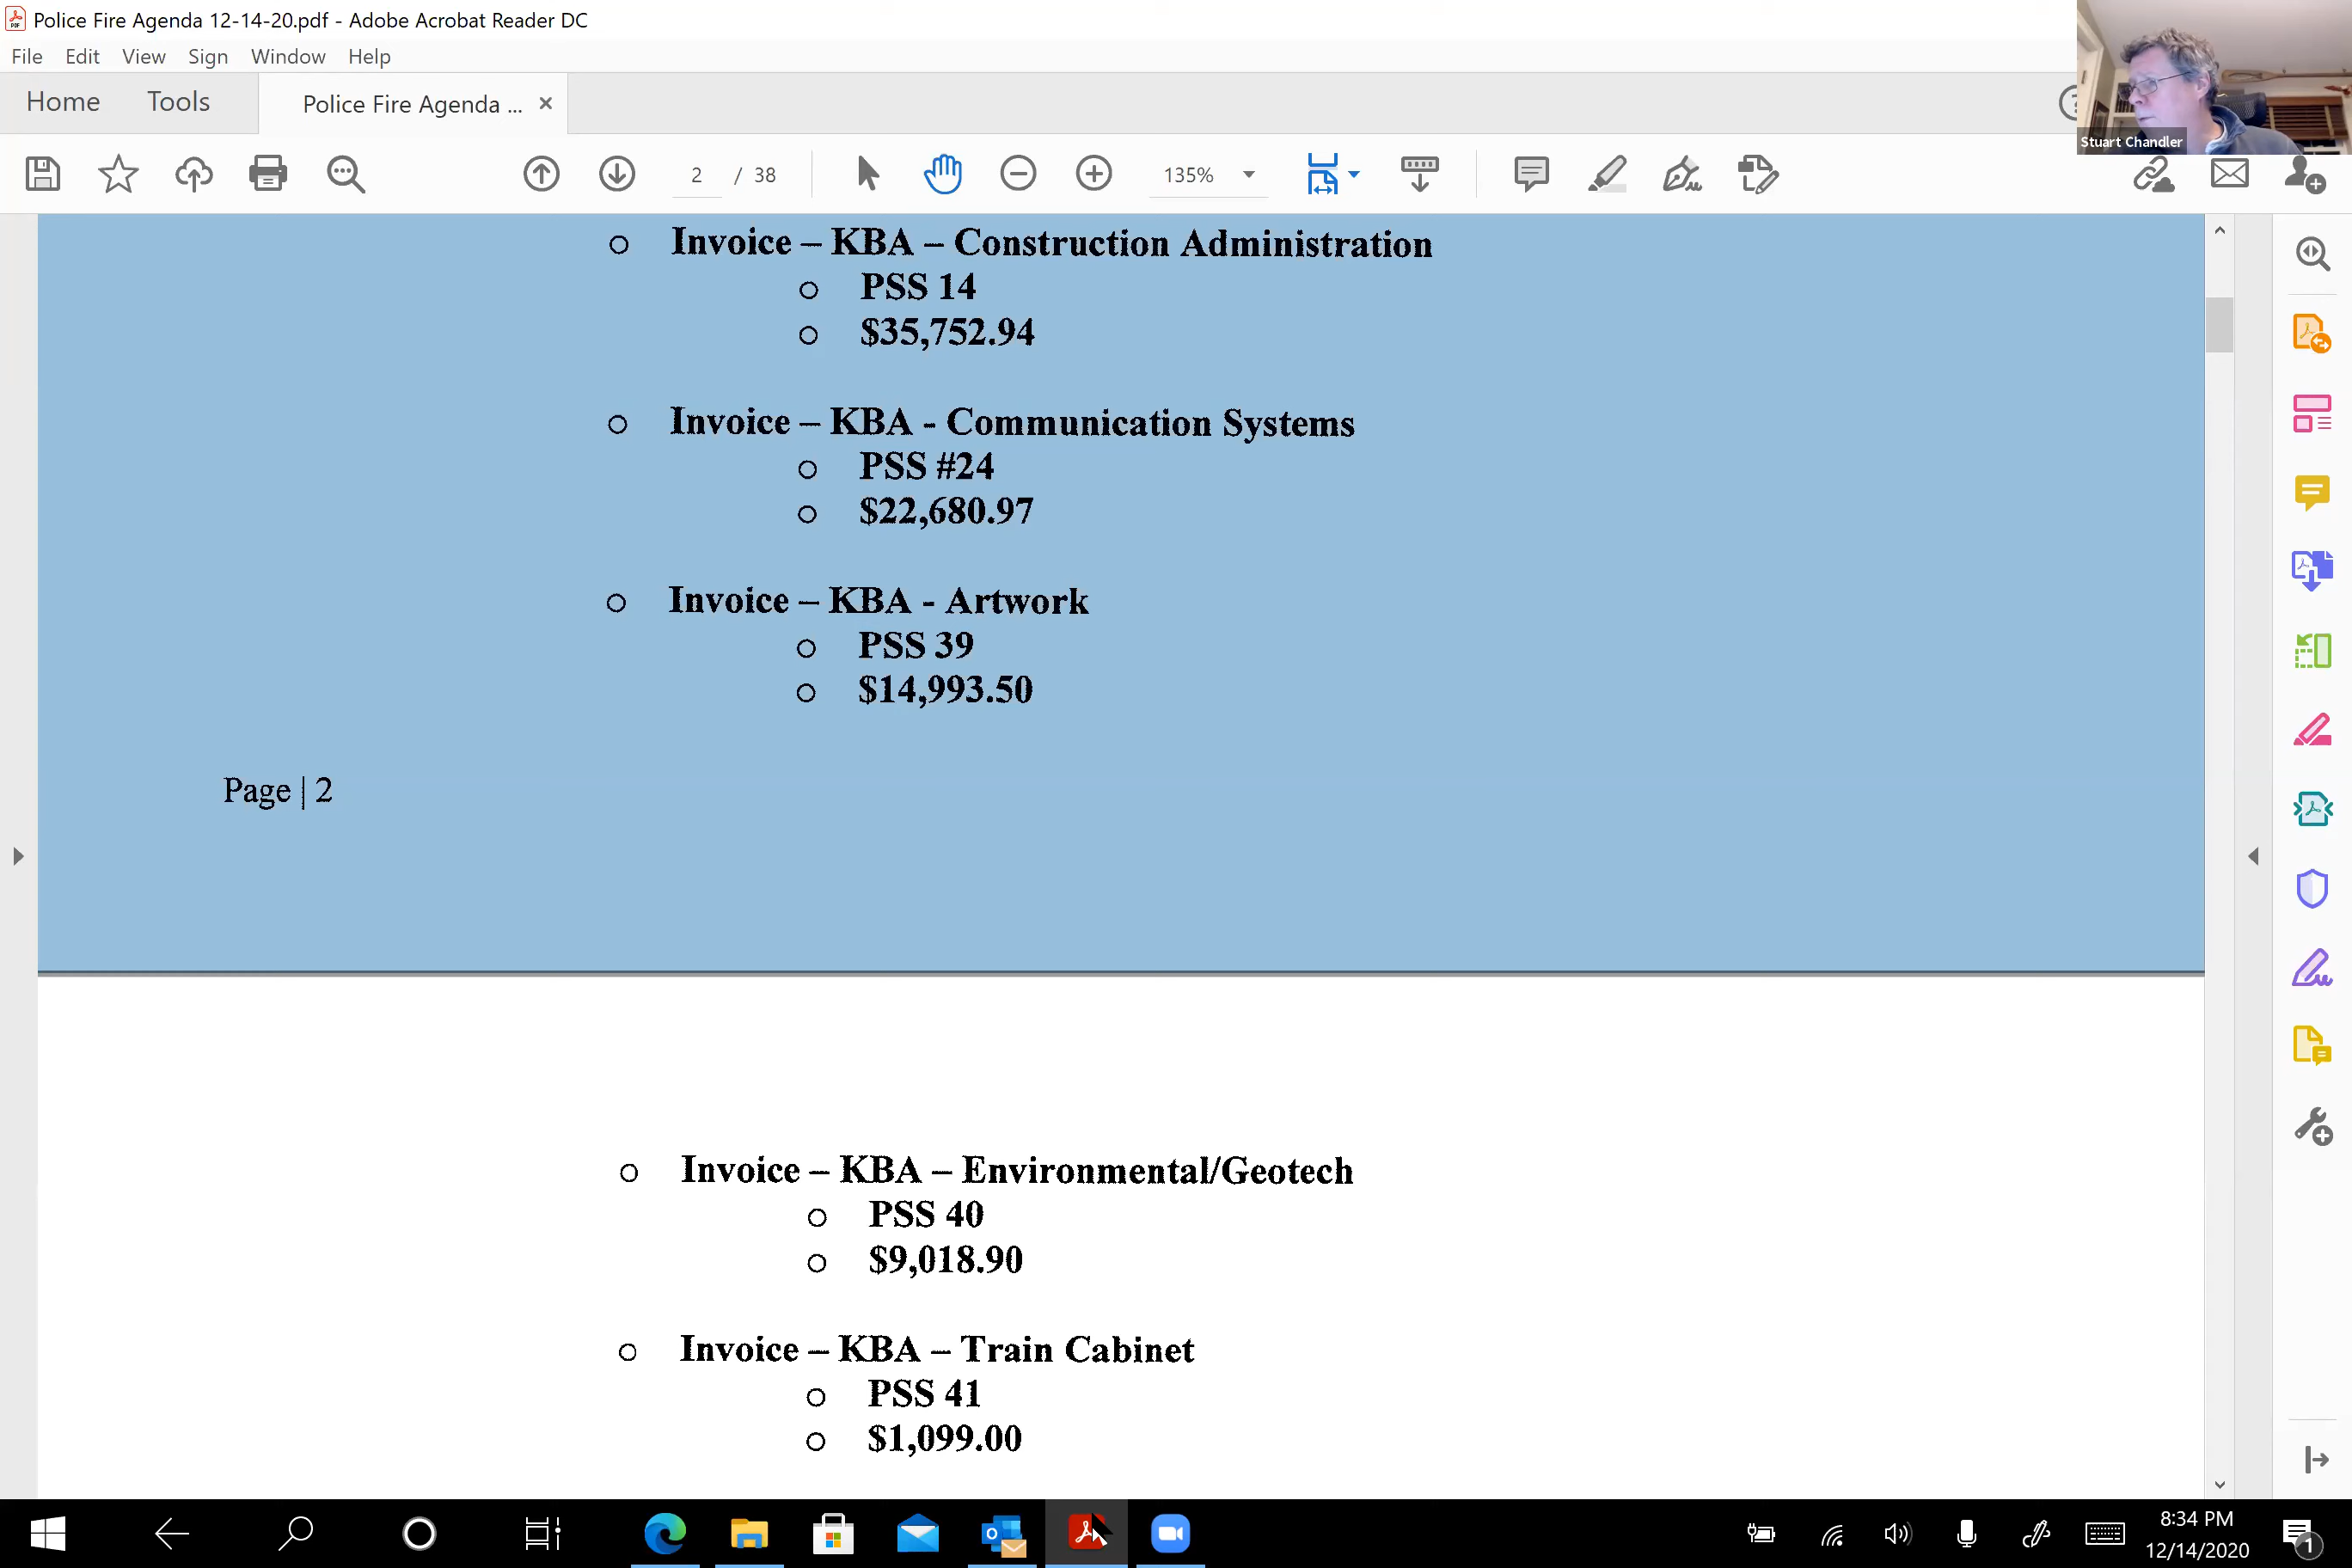 Police Fire Agenda 12-14-20.pdf - Adobe Acrobat Reader DC
File Edit View Sign Window Help
Home Tools Police Fire Agenda ... ×
Stuart Chandler
2 / 38 135%
○ Invoice – KBA – Construction Administration
○ PSS 14
○ $35,752.94
○ Invoice – KBA - Communication Systems
○ PSS #24
○ $22,680.97
○ Invoice – KBA - Artwork
○ PSS 39
○ $14,993.50
Page | 2
○ Invoice – KBA – Environmental/Geotech
○ PSS 40
○ $9,018.90
○ Invoice – KBA – Train Cabinet
○ PSS 41
○ $1,099.00
8:34 PM
12/14/2020
1